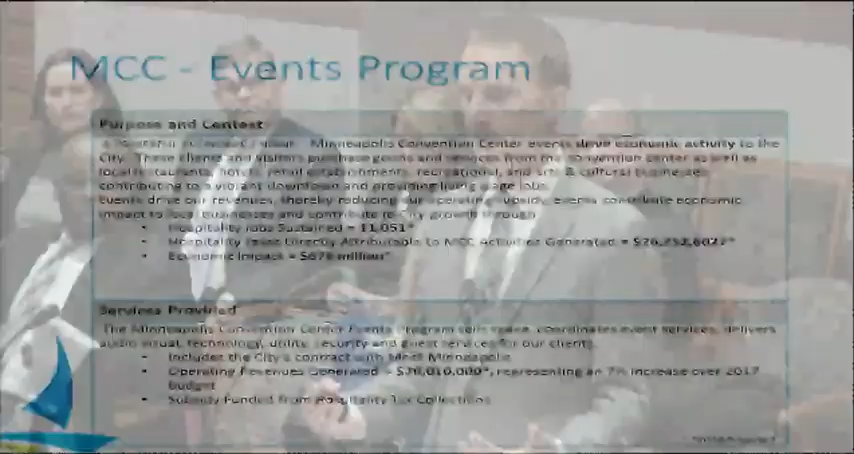 MCC - Events Program
Purpose and Context
Minneapolis Convention Center events drive economic activity to the
City. These clients and visitors purchase goods and services from the convention center as well as
local restaurants, hotels, retail establishments, recreational, and arts & cultural businesses
contributing to a vibrant downtown and providing living wage jobs.
Events drive our revenues, thereby reducing our operating subsidy, events contribute economic
impact to local businesses and contribute to City growth through
• Hospitality Jobs Sustained = 11,051*
• Hospitality Taxes Directly Attributable to MCC Activities Generated =
• Economic Impact = million*
Services Provided
The Minneapolis Convention Center Events Program sells space, coordinates event services, delivers
audio visual, technology, utility, security and guest services for our clients.
• Includes the City's contract with Meet Minneapolis
• Operating Revenues Generated = representing an 7% increase over 2017
budget
• Subsidy Funded from Hospitality Tax Collections